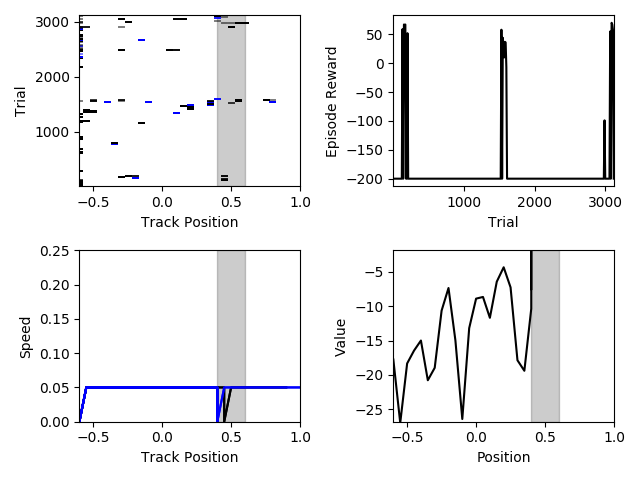 3000
2000
1000
Trial
−0.5 0.0 0.5 1.0
Track Position
50
0
−50
−100
−150
−200
Episode Reward
1000 2000 3000
Trial
0.25
0.20
0.15
0.10
0.05
0.00
Speed
−0.5 0.0 0.5 1.0
Track Position
−5
−10
−15
−20
−25
Value
−0.5 0.0 0.5 1.0
Position